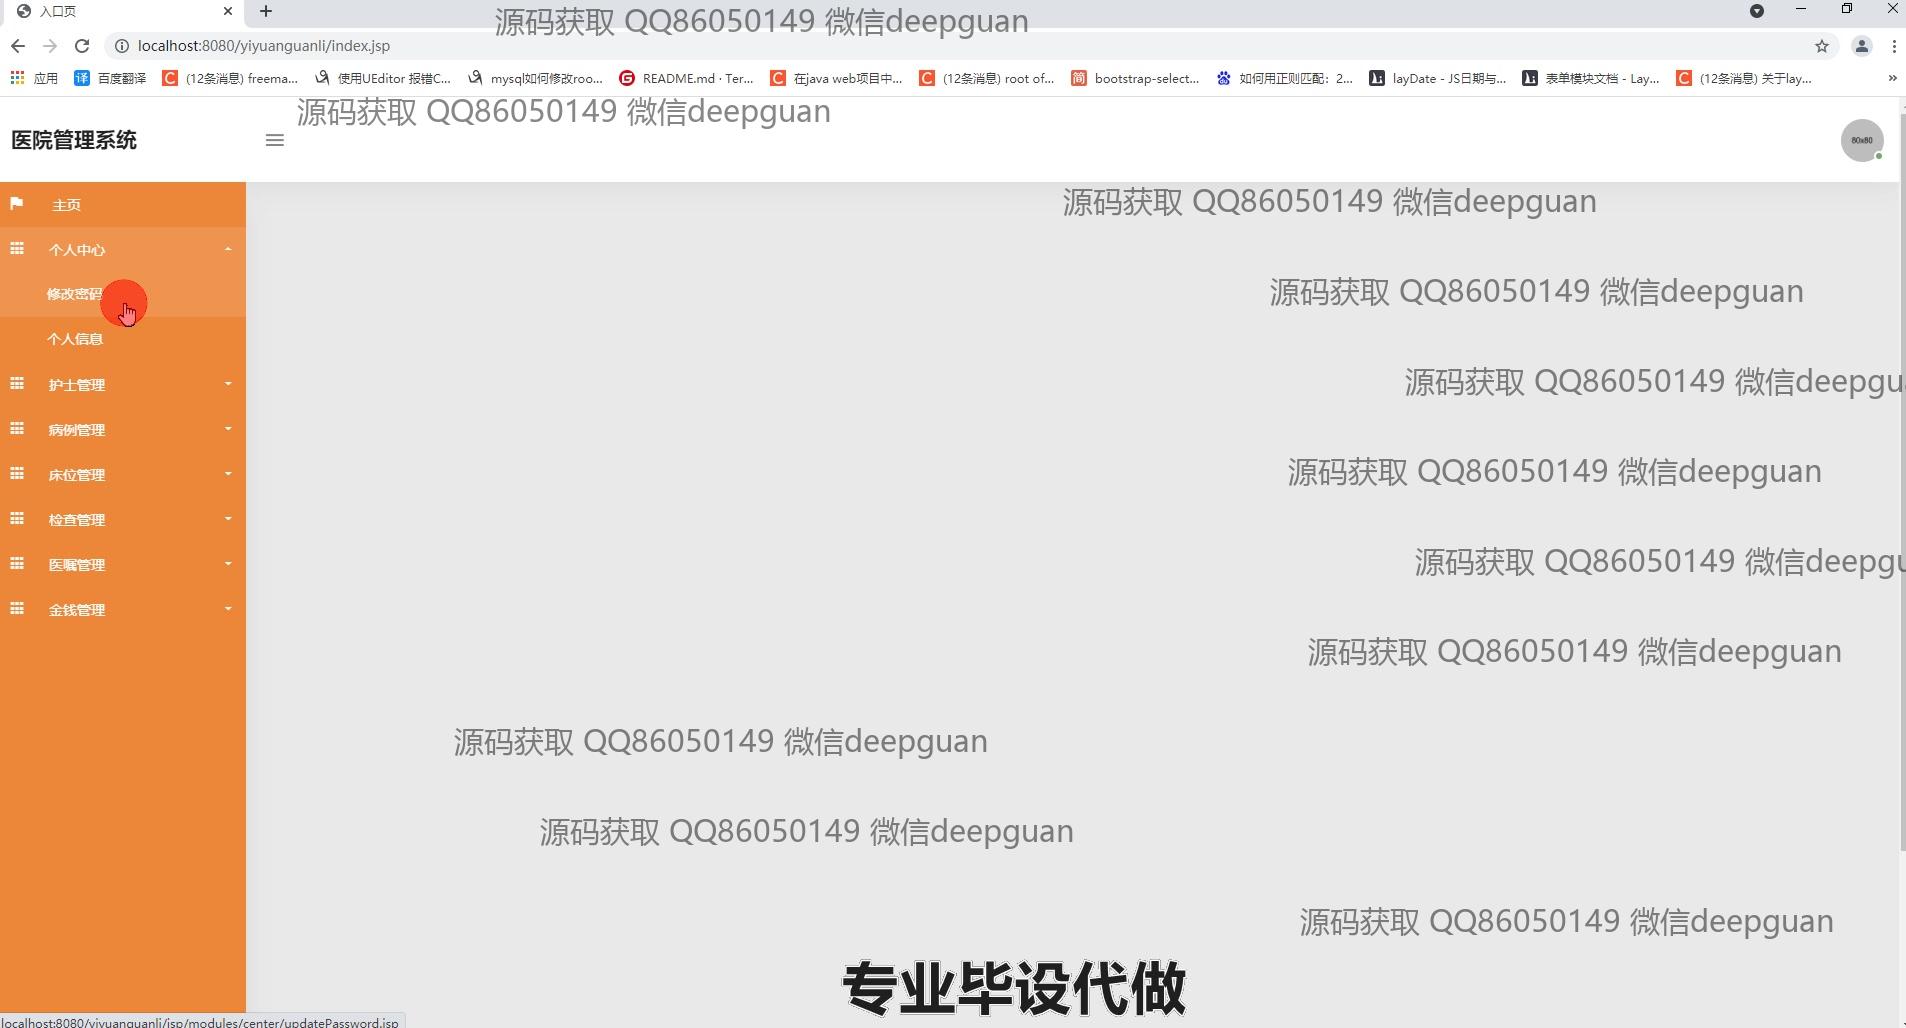 入口页
源码获取 QQ86050149 微信deepguan
localhost:8080/yiyuanguanli/index.jsp
应用 百度翻译 (12条消息) freema... 使用UEditor 报错C... mysql如何修改roo... README.md · Ter... 在java web项目中... (12条消息) root of... bootstrap-select... 如何用正则匹配：2... layDate - JS日期与... 表单模块文档 - Lay... (12条消息) 关于lay... »
源码获取 QQ86050149 微信deepguan
医院管理系统
80x80
主页
源码获取 QQ86050149 微信deepguan
个人中心
修改密码
源码获取 QQ86050149 微信deepguan
个人信息
护士管理
源码获取 QQ86050149 微信deepgu
病例管理
床位管理
源码获取 QQ86050149 微信deepguan
检查管理
医嘱管理
源码获取 QQ86050149 微信deepgu
金钱管理
源码获取 QQ86050149 微信deepguan
源码获取 QQ86050149 微信deepguan
源码获取 QQ86050149 微信deepguan
源码获取 QQ86050149 微信deepguan
专业毕设代做
localhost:8080/yiyuanguanli/jsp/modules/center/updatePassword.jsp